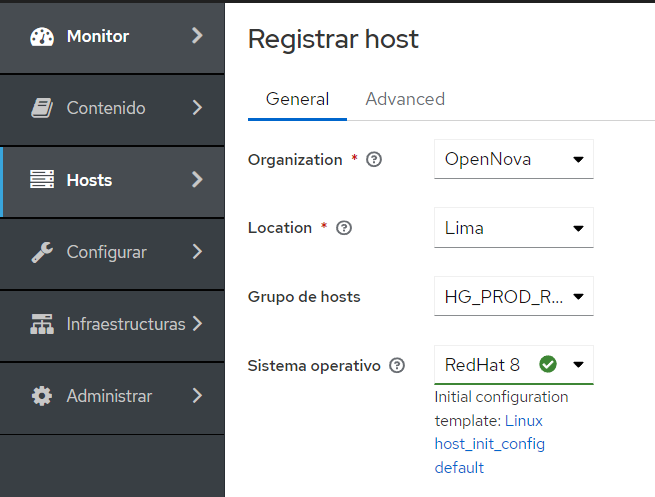 Monitor
Contenido
Hosts
Configurar
Infraestructuras
Administrar
Registrar host
General Advanced
Organization * OpenNova
Location * Lima
Grupo de hosts HG_PROD_R...
Sistema operativo RedHat 8
Initial configuration
template: Linux
host_init_config
default